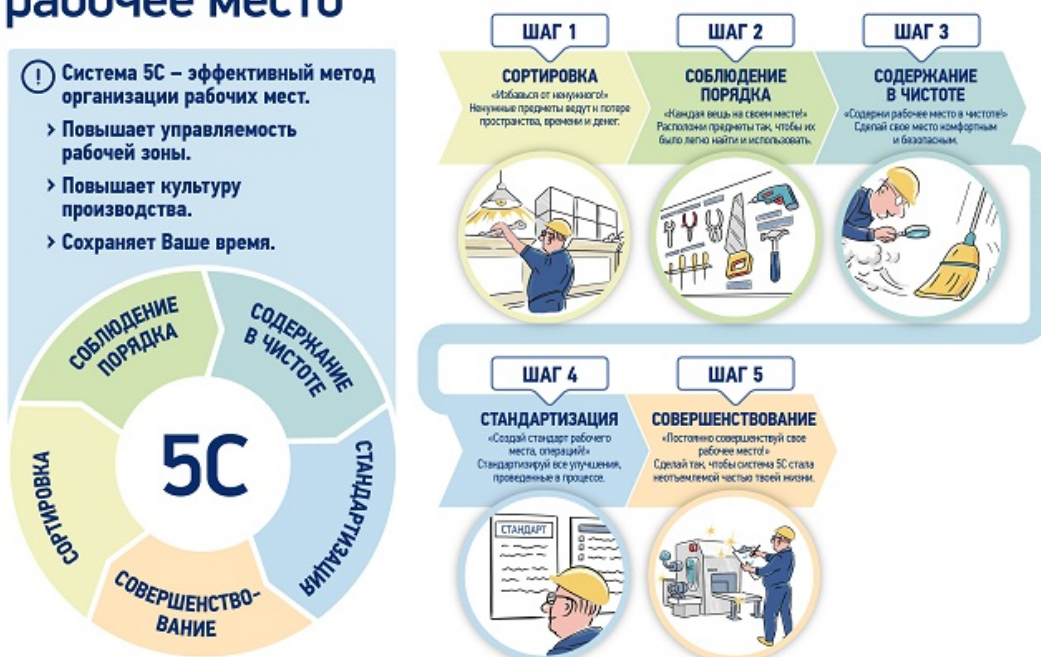 рабочее место
Система 5С – эффективный метод
организации рабочих мест.
> Повышает управляемость
рабочей зоны.
> Повышает культуру
производства.
> Сохраняет Ваше время.
СОРТИРОВКА
СОБЛЮДЕНИЕ
ПОРЯДКА
СОДЕРЖАНИЕ
В ЧИСТОТЕ
СТАНДАРТИЗАЦИЯ
СОВЕРШЕНСТВО-
ВАНИЕ
5С
ШАГ 1
СОРТИРОВКА
«Избавься от ненужного!»
Ненужные предметы ведут к потере
пространства, времени и денег.
ШАГ 2
СОБЛЮДЕНИЕ
ПОРЯДКА
«Каждая вещь на своем месте!»
Расположи предметы так, чтобы их
было легко найти и использовать.
ШАГ 3
СОДЕРЖАНИЕ
В ЧИСТОТЕ
«Содержи рабочее место в чистоте!»
Сделай свое место комфортным
и безопасным.
ШАГ 4
СТАНДАРТИЗАЦИЯ
«Создай стандарт рабочего
места, операций!»
Стандартизируй все улучшения,
проведенные в процессе.
СТАНДАРТ
ШАГ 5
СОВЕРШЕНСТВОВАНИЕ
«Постоянно совершенствуй свое
рабочее место!»
Сделай так, чтобы система 5С стала
неотъемлемой частью твоей жизни.